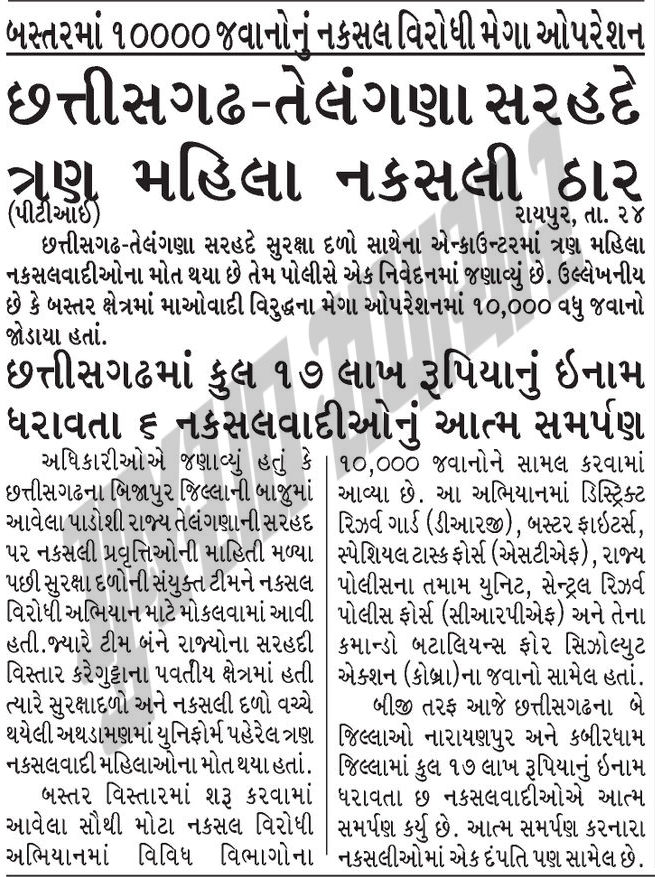 બસ્તરમાં ૧૦૦૦૦ જવાનોનું નકસલ વિરોધી મેગા ઓપરેશન
છત્તીસગઢ-તેલંગણા સરહદે
ત્રણ મહિલા નકસલી ઠાર
(પીટીઆઈ) રાયપુર, તા. ૨૪
છત્તીસગઢ-તેલંગણા સરહદે સુરક્ષા દળો સાથેના એન્કાઉન્ટરમાં ત્રણ મહિલા
નકસલવાદીઓના મોત થયા છે તેમ પોલીસે એક નિવેદનમાં જણાવ્યું છે. ઉલ્લેખનીય
છે કે બસ્તર ક્ષેત્રમાં માઓવાદી વિરુદ્ધના મેગા ઓપરેશનમાં ૧૦,૦૦૦ વધુ જવાનો
જોડાયા હતાં.
છત્તીસગઢમાં કુલ ૧૭ લાખ રૂપિયાનું ઇનામ
ધરાવતા ૬ નકસલવાદીઓનું આત્મ સમર્પણ
અધિકારીઓએ જણાવ્યું હતું કે
છત્તીસગઢના બિજાપુર જિલ્લાની બાજુમાં
આવેલા પાડોશી રાજ્ય તેલંગાણાની સરહદ
પર નકસલી પ્રવૃત્તિઓની માહિતી મળ્યા
પછી સુરક્ષા દળોની સંયુક્ત ટીમને નકસલ
વિરોધી અભિયાન માટે મોકલવામાં આવી
હતી. જ્યારે ટીમ બંને રાજ્યોના સરહદી
વિસ્તાર કરેગુટ્ટાના પર્વતીય ક્ષેત્રમાં હતી
ત્યારે સુરક્ષાદળો અને નકસલી દળો વચ્ચે
થયેલી અથડામણમાં યુનિફોર્મ પહેરેલ ત્રણ
નકસલવાદી મહિલાઓના મોત થયા હતાં.
બસ્તર વિસ્તારમાં શરૂ કરવામાં
આવેલા સૌથી મોટા નકસલ વિરોધી
અભિયાનમાં વિવિધ વિભાગોના
૧૦,૦૦૦ જવાનોને સામલ કરવામાં
આવ્યા છે. આ અભિયાનમાં ડિસ્ટ્રિક્ટ
રિઝર્વ ગાર્ડ (ડીઆરજી), બસ્ટર ફાઇટર્સ,
સ્પેશિયલ ટાસ્ક ફોર્સ (એસટીએફ), રાજ્ય
પોલીસના તમામ યુનિટ, સેન્ટ્રલ રિઝર્વ
પોલીસ ફોર્સ (સીઆરપીએફ) અને તેના
કમાન્ડો બટાલિયન્સ ફોર સિઝોલ્યુટ
એક્શન (કોબ્રા)ના જવાનો સામેલ હતાં.
બીજી તરફ આજે છત્તીસગઢના બે
જિલ્લાઓ નારાયણપુર અને કબીરધામ
જિલ્લામાં કુલ ૧૭ લાખ રૂપિયાનું ઇનામ
ધરાવતા છ નકસલવાદીઓએ આત્મ
સમર્પણ કર્યુ છે. આત્મ સમર્પણ કરનારા
નકસલીઓમાં એક દંપતિ પણ સામેલ છે.